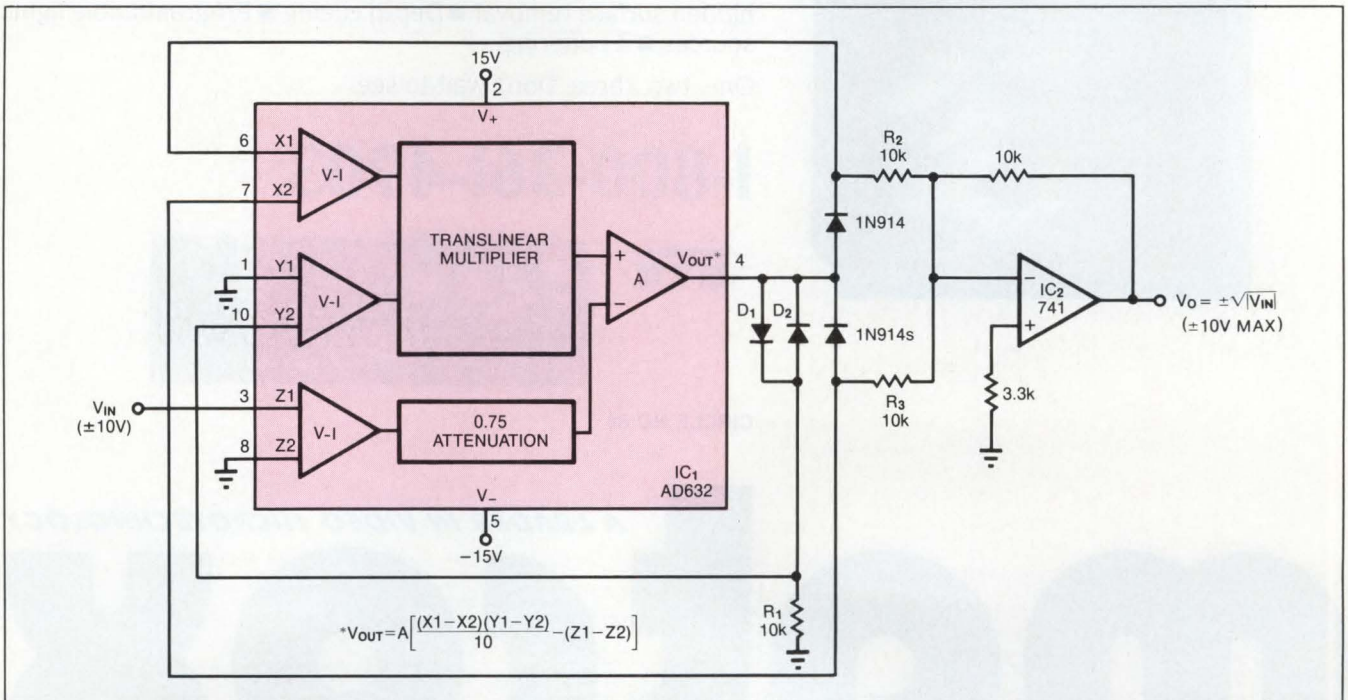 15V
2
V+
6 X1
7 X2
V-I
1 Y1
10 Y2
V-I
3 Z1
8 Z2
V-I
TRANSLINEAR
MULTIPLIER
0.75
ATTENUATION
+
A
−
VOUT+ 4
IC1
AD632
V−
5
−15V
VIN
(±10V)
D1 D2
1N914
1N914s
R2
10k
10k
R3
10k
R1
10k
−
IC2
741
+
3.3k
VO = ±√|VIN|
(±10V MAX)
+VOUT=A[(X1−X2)(Y1−Y2)/10 −(Z1−Z2)]